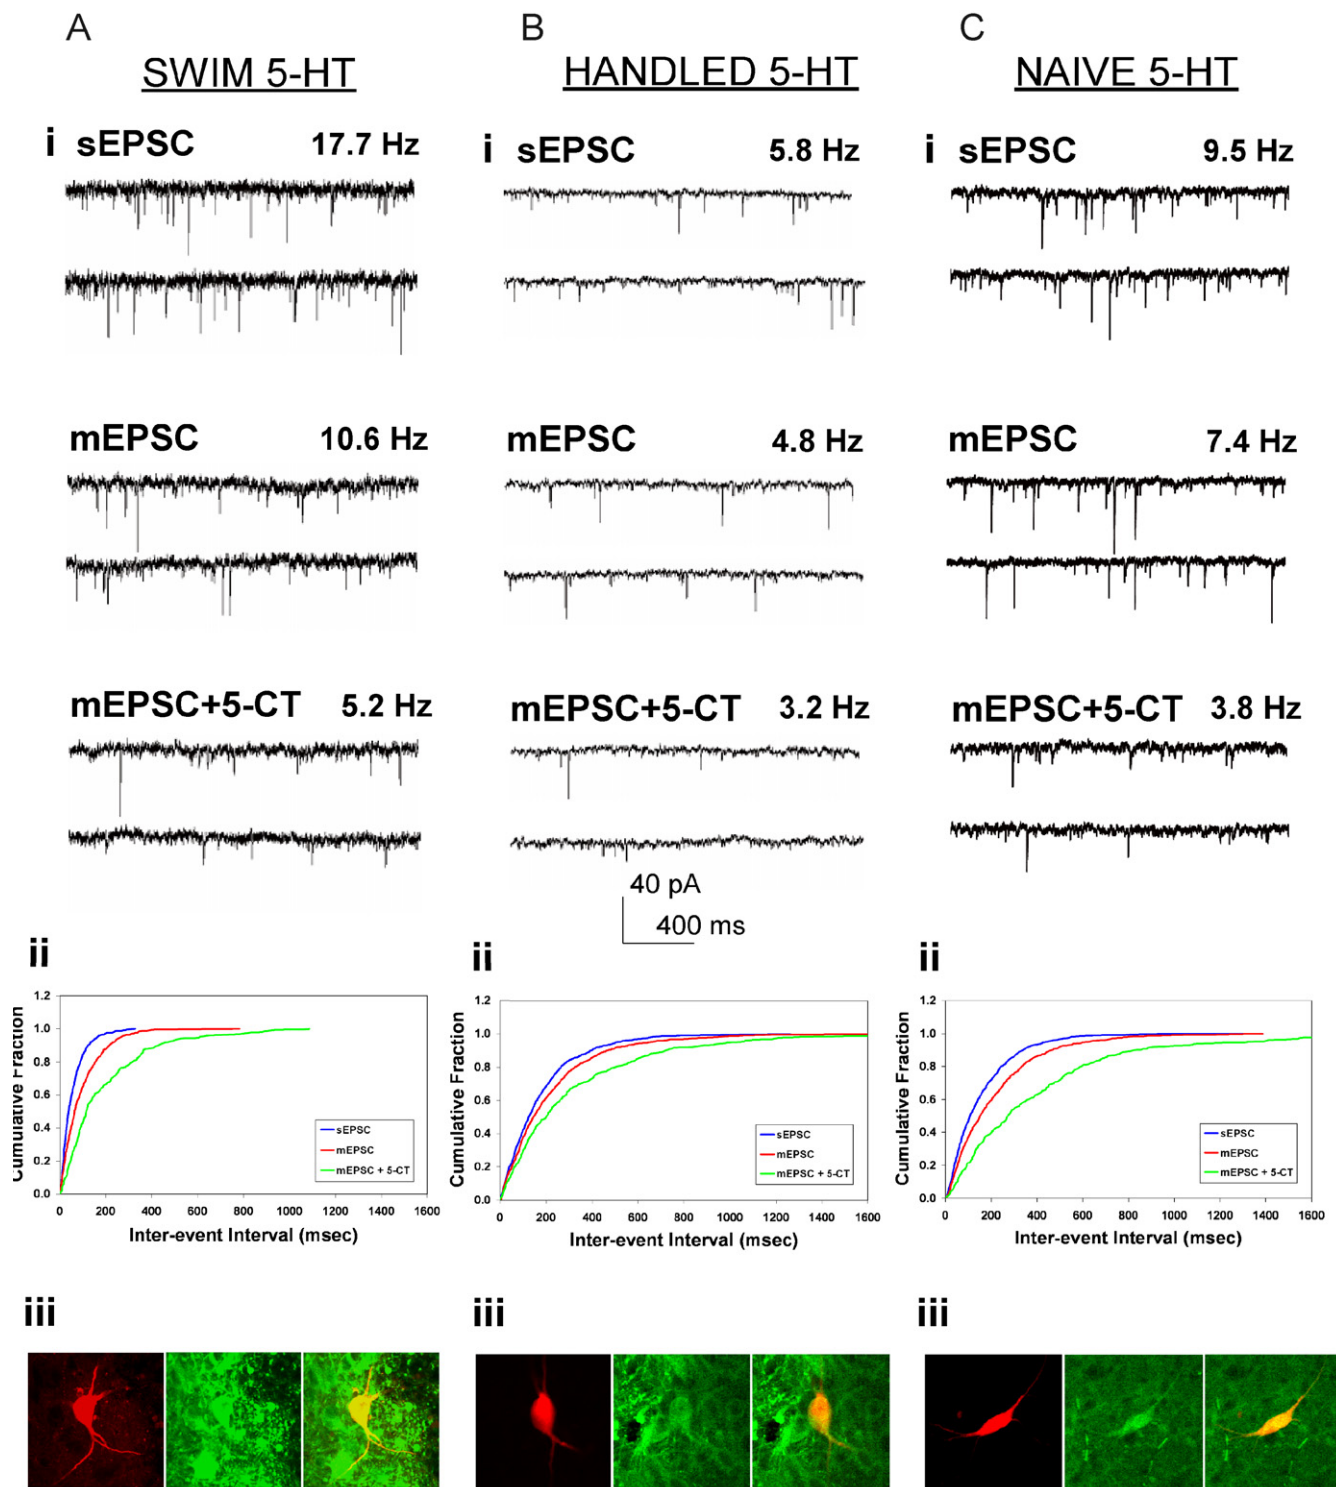 A
SWIM 5-HT
i sEPSC 17.7 Hz
mEPSC 10.6 Hz
mEPSC+5-CT 5.2 Hz
ii
1.2
1.0
0.8
0.6
0.4
0.2
0.0
Cumulative Fraction
sEPSC
mEPSC
mEPSC + 5-CT
0 200 400 600 800 1000 1200 1400 1600
Inter-event Interval (msec)
iii
B
HANDLED 5-HT
i sEPSC 5.8 Hz
mEPSC 4.8 Hz
mEPSC+5-CT 3.2 Hz
40 pA
400 ms
ii
1.2
1.0
0.8
0.6
0.4
0.2
0.0
Cumulative Fraction
sEPSC
mEPSC
mEPSC + 5-CT
0 200 400 600 800 1000 1200 1400 1600
Inter-event Interval (msec)
iii
C
NAIVE 5-HT
i sEPSC 9.5 Hz
mEPSC 7.4 Hz
mEPSC+5-CT 3.8 Hz
ii
1.2
1.0
0.8
0.6
0.4
0.2
0.0
Cumulative Fraction
sEPSC
mEPSC
mEPSC + 5-CT
0 200 400 600 800 1000 1200 1400 1600
Inter-event Interval (msec)
iii